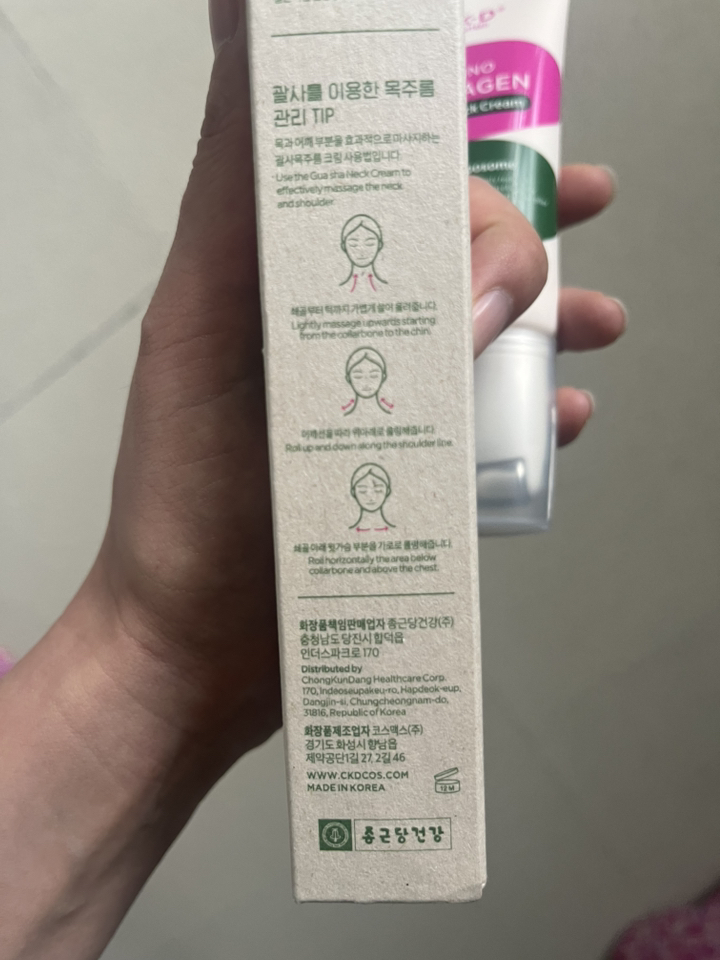 괄사를 이용한 목주름
관리 TIP
목과 어깨 부분을 효과적으로 마사지하는
괄사목주름 크림 사용법입니다.
Use the Gua sha Neck Cream to
effectively massage the neck
and shoulder.
쇄골부터 턱까지 가볍게 쓸어 올려줍니다.
Lightly massage upwards starting
from the collarbone to the chin.
어깨선을 따라 위아래로 롤링해줍니다.
Roll up and down along the shoulder line.
쇄골 아래 윗가슴 부분을 가로로 롤링해줍니다.
Roll horizontally the area below
collarbone and above the chest.
화장품책임판매업자 종근당건강(주)
충청남도 당진시 합덕읍
인더스파크로 170
Distributed by
ChongKunDang Healthcare Corp.
170, Indeoseupakeu-ro, Hapdeok-eup,
Dangjin-si, Chungcheongnam-do,
31816, Republic of Korea
화장품제조업자 코스맥스(주)
경기도 화성시 향남읍
제약공단1길 27, 2길 46
WWW.CKDCOS.COM
MADE IN KOREA
12 M
종근당건강
AGEN
Cream